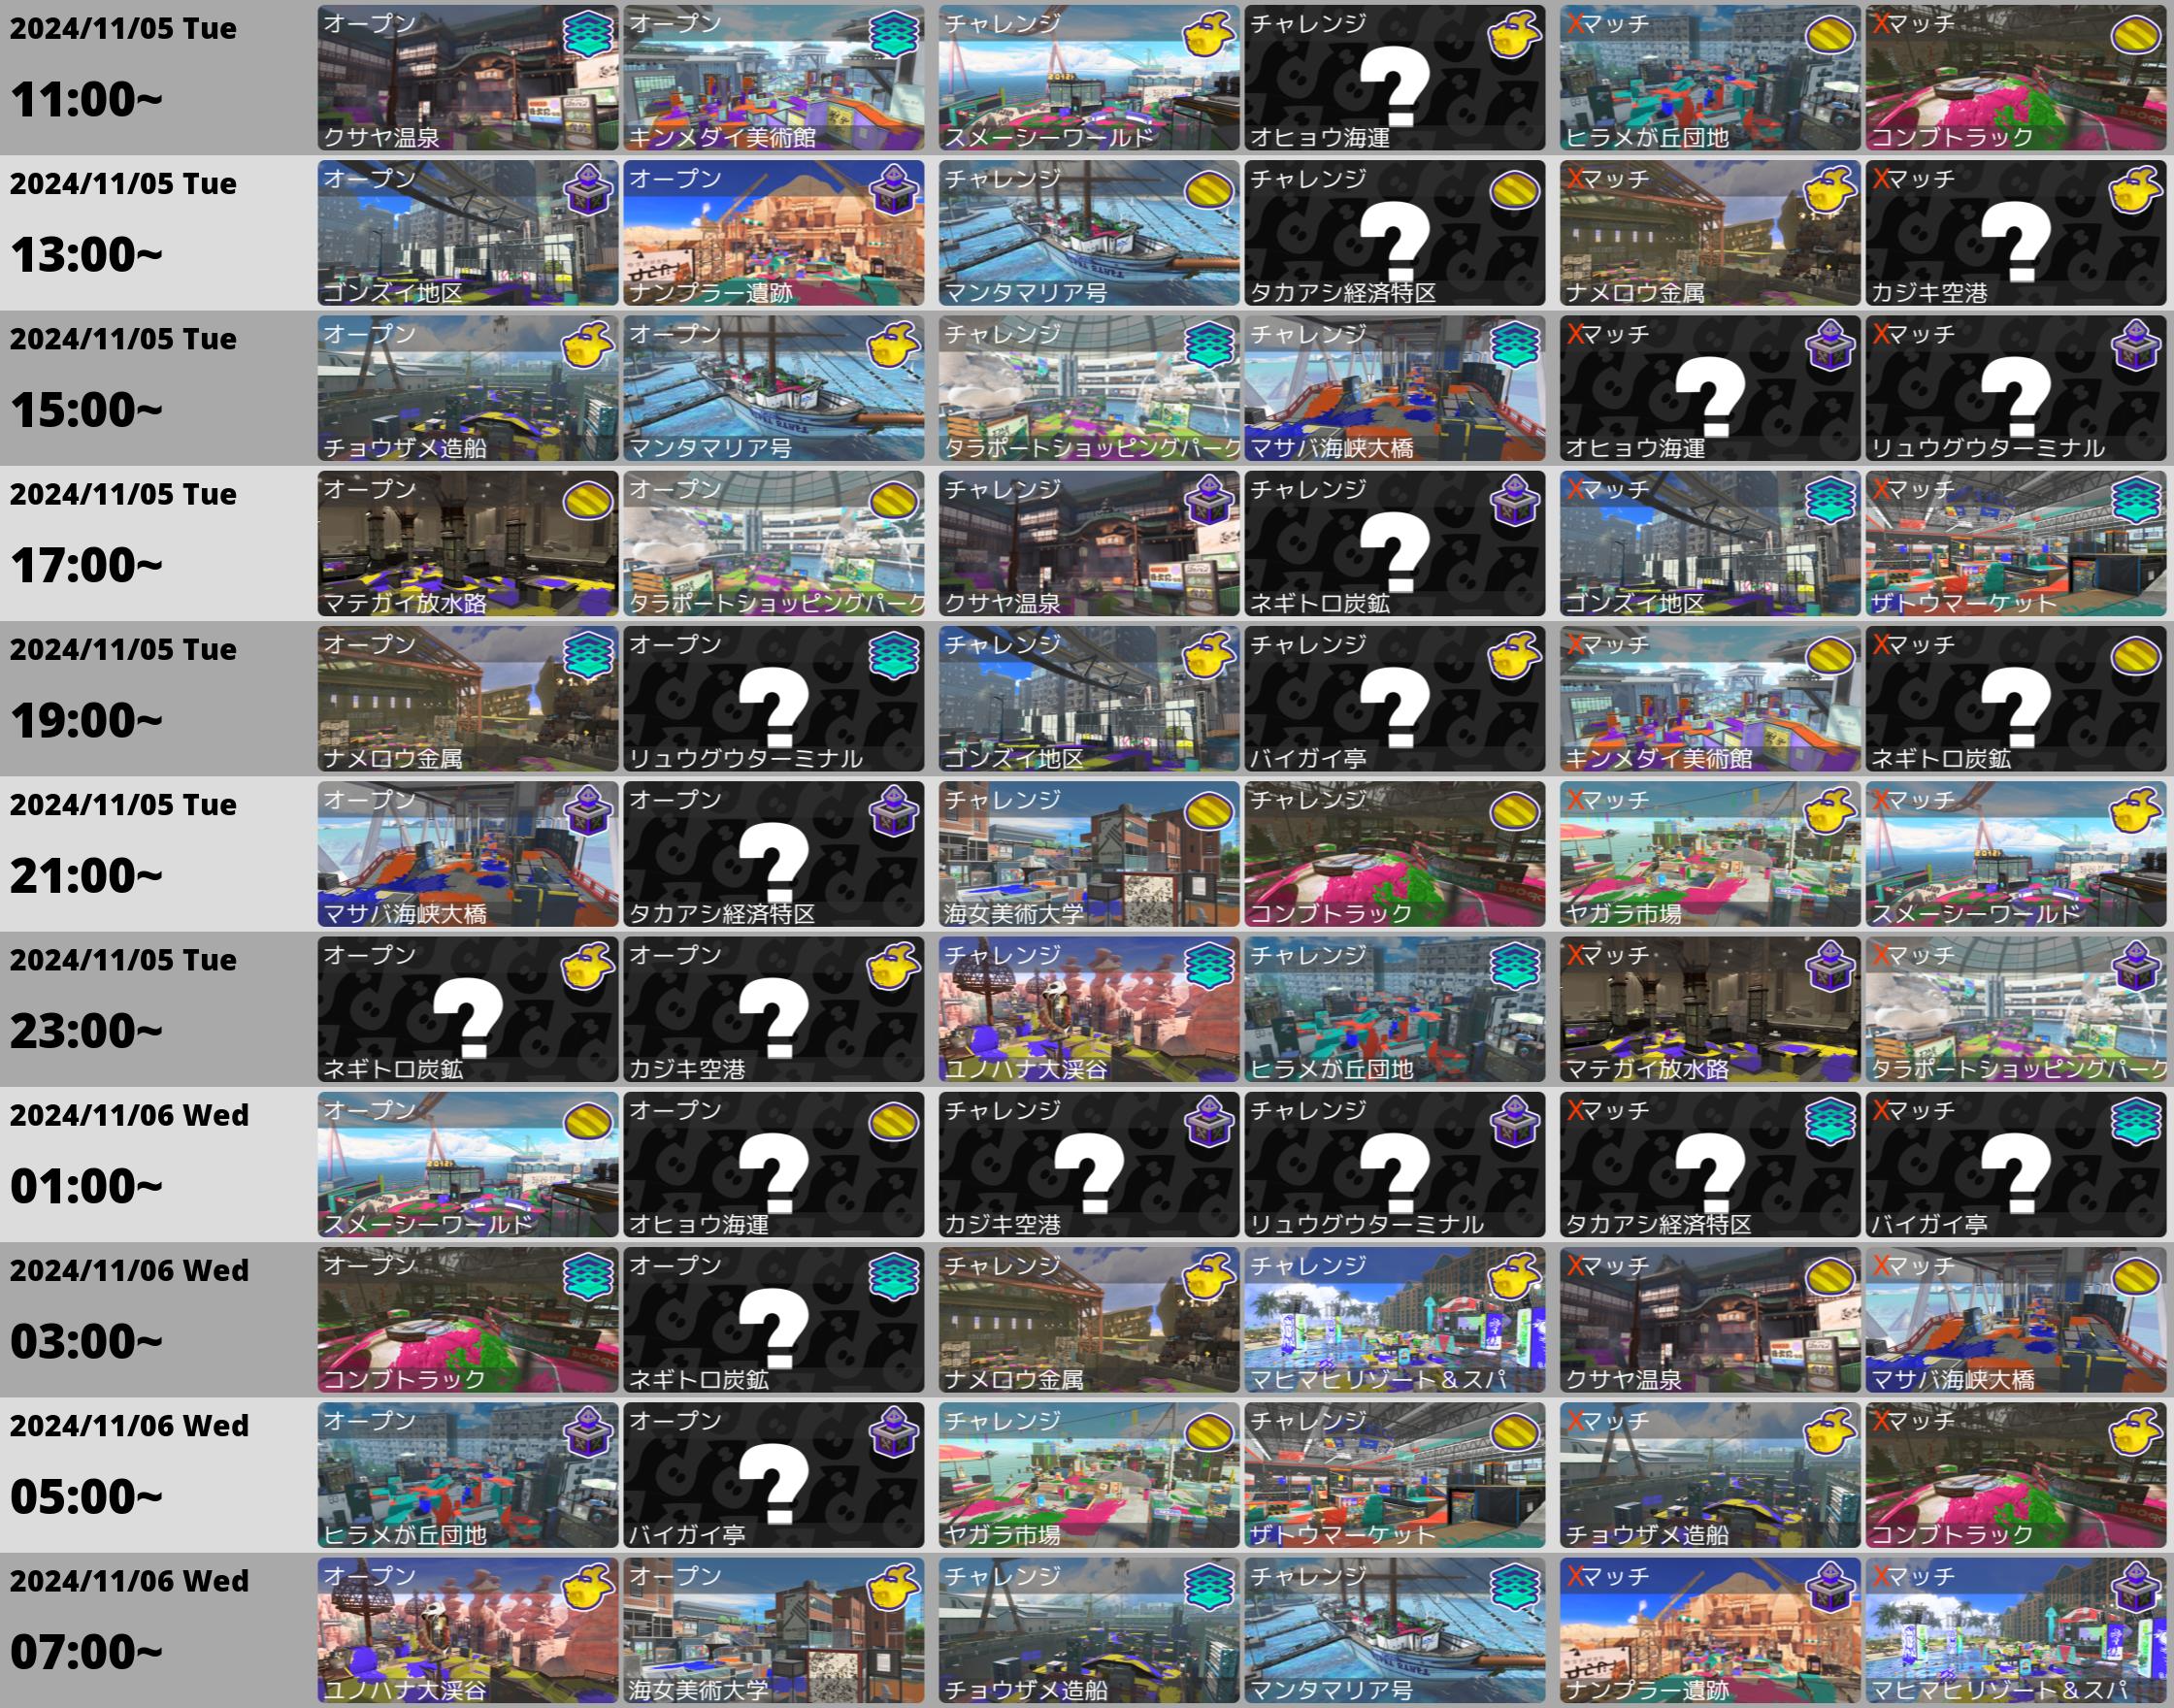 2024/11/05 Tue
11:00~
オープン オープン チャレンジ チャレンジ Xマッチ Xマッチ
クサヤ温泉 キンメダイ美術館 スメーシーワールド オヒョウ海運 ヒラメが丘団地 コンブトラック
2024/11/05 Tue
13:00~
オープン オープン チャレンジ チャレンジ Xマッチ Xマッチ
ゴンズイ地区 ナンプラー遺跡 マンタマリア号 タカアシ経済特区 ナメロウ金属 カジキ空港
2024/11/05 Tue
15:00~
オープン オープン チャレンジ チャレンジ Xマッチ Xマッチ
チョウザメ造船 マンタマリア号 タラポートショッピングパーク マサバ海峡大橋 オヒョウ海運 リュウグウターミナル
2024/11/05 Tue
17:00~
オープン オープン チャレンジ チャレンジ Xマッチ Xマッチ
マテガイ放水路 タラポートショッピングパーク クサヤ温泉 ネギトロ炭鉱 ゴンズイ地区 ザトウマーケット
2024/11/05 Tue
19:00~
オープン オープン チャレンジ チャレンジ Xマッチ Xマッチ
ナメロウ金属 リュウグウターミナル ゴンズイ地区 バイガイ亭 キンメダイ美術館 ネギトロ炭鉱
2024/11/05 Tue
21:00~
オープン オープン チャレンジ チャレンジ Xマッチ Xマッチ
マサバ海峡大橋 タカアシ経済特区 海女美術大学 コンブトラック ヤガラ市場 スメーシーワールド
2024/11/05 Tue
23:00~
オープン オープン チャレンジ チャレンジ Xマッチ Xマッチ
ネギトロ炭鉱 カジキ空港 ユノハナ大渓谷 ヒラメが丘団地 マテガイ放水路 タラポートショッピングパーク
2024/11/06 Wed
01:00~
オープン オープン チャレンジ チャレンジ Xマッチ Xマッチ
スメーシーワールド オヒョウ海運 カジキ空港 リュウグウターミナル タカアシ経済特区 バイガイ亭
2024/11/06 Wed
03:00~
オープン オープン チャレンジ チャレンジ Xマッチ Xマッチ
コンブトラック ネギトロ炭鉱 ナメロウ金属 マヒマヒリゾート＆スパ クサヤ温泉 マサバ海峡大橋
2024/11/06 Wed
05:00~
オープン オープン チャレンジ チャレンジ Xマッチ Xマッチ
ヒラメが丘団地 バイガイ亭 ヤガラ市場 ザトウマーケット チョウザメ造船 コンブトラック
2024/11/06 Wed
07:00~
オープン オープン チャレンジ チャレンジ Xマッチ Xマッチ
ユノハナ大渓谷 海女美術大学 チョウザメ造船 マンタマリア号 ナンプラー遺跡 マヒマヒリゾート＆スパ